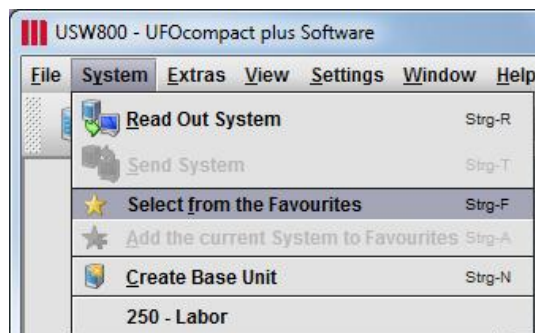 USW800 - UFOcompact plus Software
File System Extras View Settings Window Help
Read Out System Strg-R
Send System Strg-T
Select from the Favourites Strg-F
Add the current System to Favourites Strg-A
Create Base Unit Strg-N
250 - Labor